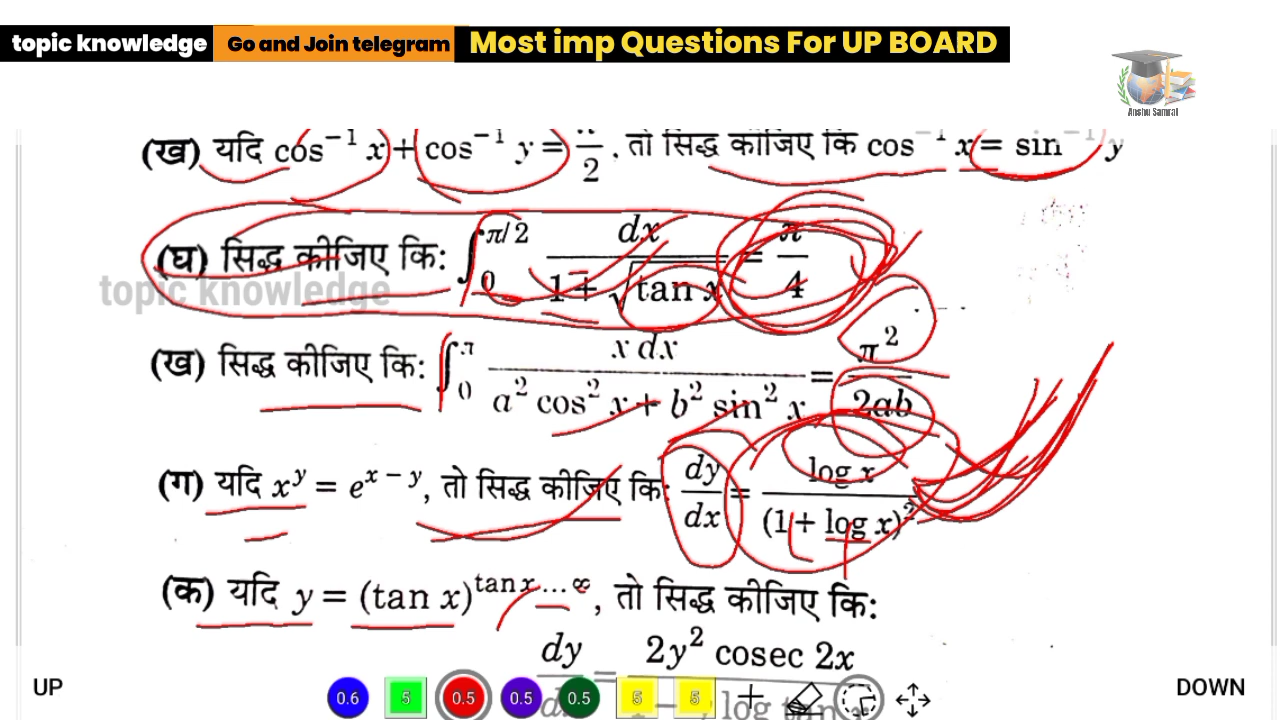 topic knowledge Go and Join telegram Most imp Questions For UP BOARD
Anshu Samrat
(ख) यदि cos⁻¹ x + cos⁻¹ y = π/2, तो सिद्ध कीजिए कि cos⁻¹ x = sin⁻¹ y
(घ) सिद्ध कीजिए कि: ∫₀^π/2 dx / (1 + √tan x) = π/4
topic knowledge
(ख) सिद्ध कीजिए कि: ∫₀^π x dx / (a² cos² x + b² sin² x) = π² / 2ab
(ग) यदि xʸ = eˣ⁻ʸ, तो सिद्ध कीजिए कि: dy/dx = log x / (1 + log x)²
(क) यदि y = (tan x)^tan x...∞, तो सिद्ध कीजिए कि:
dy = 2y² cosec 2x
UP 0.6 5 0.5 0.5 0.5 5 5 DOWN